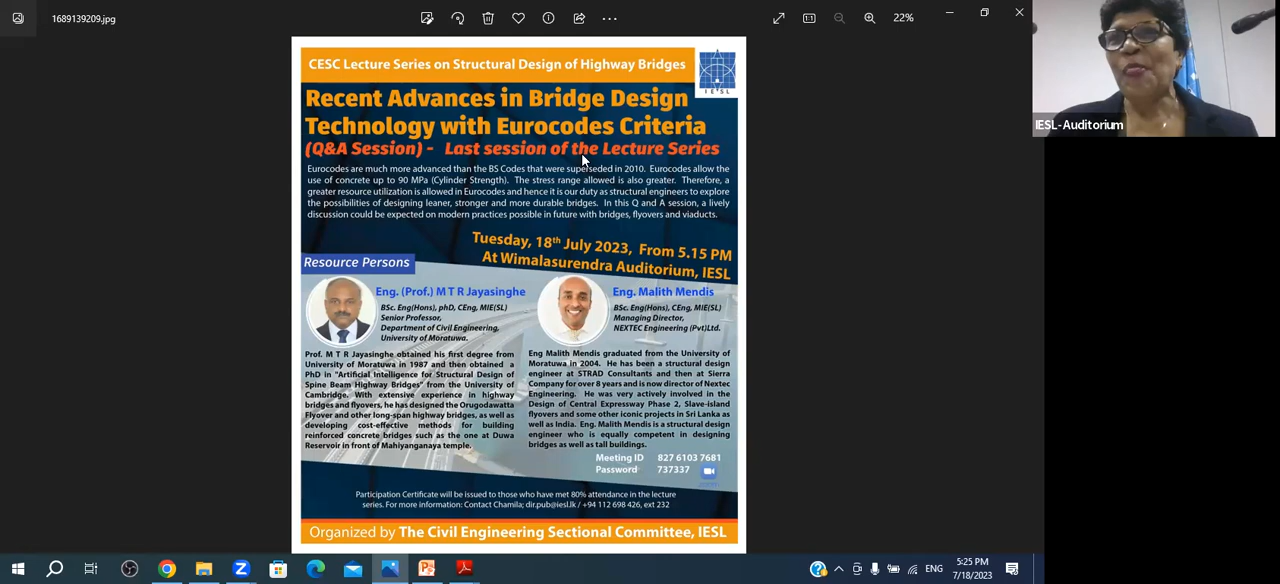 1689139209.jpg
22%
CESC Lecture Series on Structural Design of Highway Bridges
IESL
Recent Advances in Bridge Design
Technology with Eurocodes Criteria
(Q&A Session) - Last session of the Lecture Series
Eurocodes are much more advanced than the BS Codes that were superseded in 2010. Eurocodes allow the
use of concrete up to 90 MPa (Cylinder Strength). The stress range allowed is also greater. Therefore, a
greater resource utilization is allowed in Eurocodes and hence it is our duty as structural engineers to explore
the possibilities of designing leaner, stronger and more durable bridges. In this Q and A session, a lively
discussion could be expected on modern practices possible in future with bridges, flyovers and viaducts.
Tuesday, 18th July 2023, From 5.15 PM
At Wimalasurendra Auditorium, IESL
Resource Persons
Eng. (Prof.) M T R Jayasinghe
BSc. Eng(Hons), phD, CEng, MIE(SL)
Senior Professor,
Department of Civil Engineering,
University of Moratuwa.
Prof. M T R Jayasinghe obtained his first degree from
University of Moratuwa in 1987 and then obtained a
PhD in "Artificial Intelligence for Structural Design of
Spine Beam Highway Bridges" from the University of
Cambridge. With extensive experience in highway
bridges and flyovers, he has designed the Orugodawatta
Flyover and other long-span highway bridges, as well as
developing cost-effective methods for building
reinforced concrete bridges such as the one at Duwa
Reservoir in front of Mahiyanganaya temple.
Eng. Malith Mendis
BSc. Eng(Hons), CEng, MIE(SL)
Managing Director,
NEXTEC Engineering (Pvt)Ltd.
Eng Malith Mendis graduated from the University of
Moratuwa in 2004. He has been a structural design
engineer at STRAD Consultants and then at Sierra
Company for over 8 years and is now director of Nextec
Engineering. He was very actively involved in the
Design of Central Expressway Phase 2, Slave-island
flyovers and some other iconic projects in Sri Lanka as
well as India. Eng. Malith Mendis is a structural design
engineer who is equally competent in designing
bridges as well as tall buildings.
Meeting ID 827 6103 7681
Password 737337
Participation Certificate will be issued to those who have met 80% attendance in the lecture
series. For more information: Contact Chamila; dir.pub@iesl.lk / +94 112 698 426, ext 232
Organized by The Civil Engineering Sectional Committee, IESL
IESL-Auditorium
ENG
5:25 PM
7/18/2023